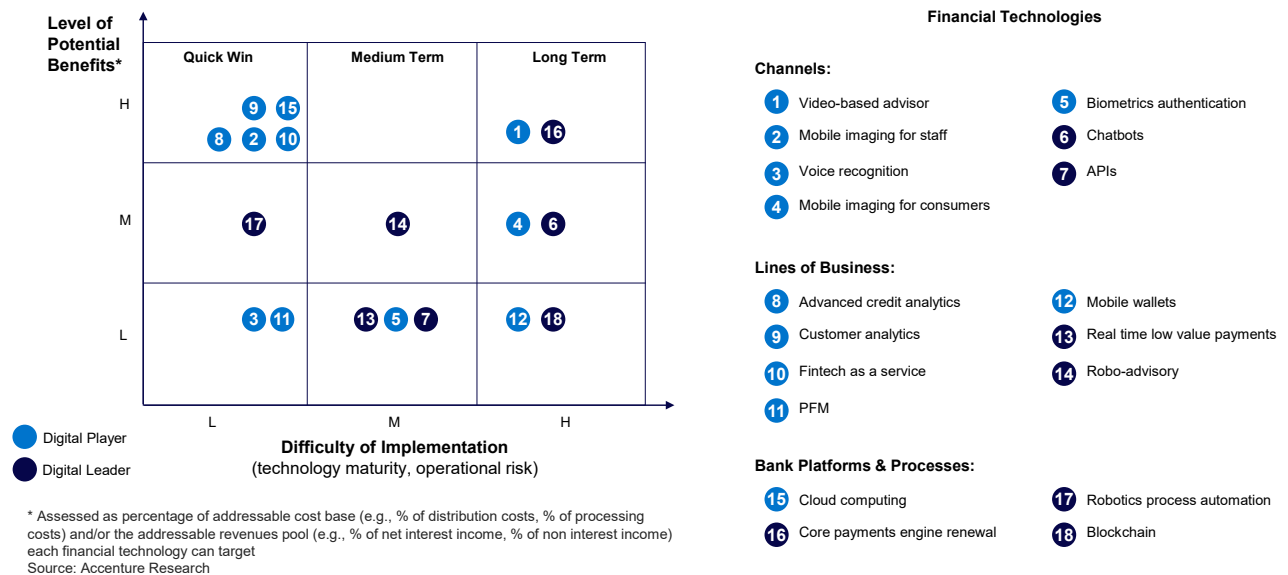 Level of
Potential
Benefits*
Quick Win
Medium Term
Long Term
H
9 15
8 2 10
1 16
M
17
14
4 6
L
3 11
13 5 7
12 18
L
M
H
Difficulty of Implementation
(technology maturity, operational risk)
Digital Player
Digital Leader
* Assessed as percentage of addressable cost base (e.g., % of distribution costs, % of processing
costs) and/or the addressable revenues pool (e.g., % of net interest income, % of non interest income)
each financial technology can target
Source: Accenture Research
Financial Technologies
Channels:
1 Video-based advisor
2 Mobile imaging for staff
3 Voice recognition
4 Mobile imaging for consumers
5 Biometrics authentication
6 Chatbots
7 APIs
Lines of Business:
8 Advanced credit analytics
9 Customer analytics
10 Fintech as a service
11 PFM
12 Mobile wallets
13 Real time low value payments
14 Robo-advisory
Bank Platforms & Processes:
15 Cloud computing
16 Core payments engine renewal
17 Robotics process automation
18 Blockchain